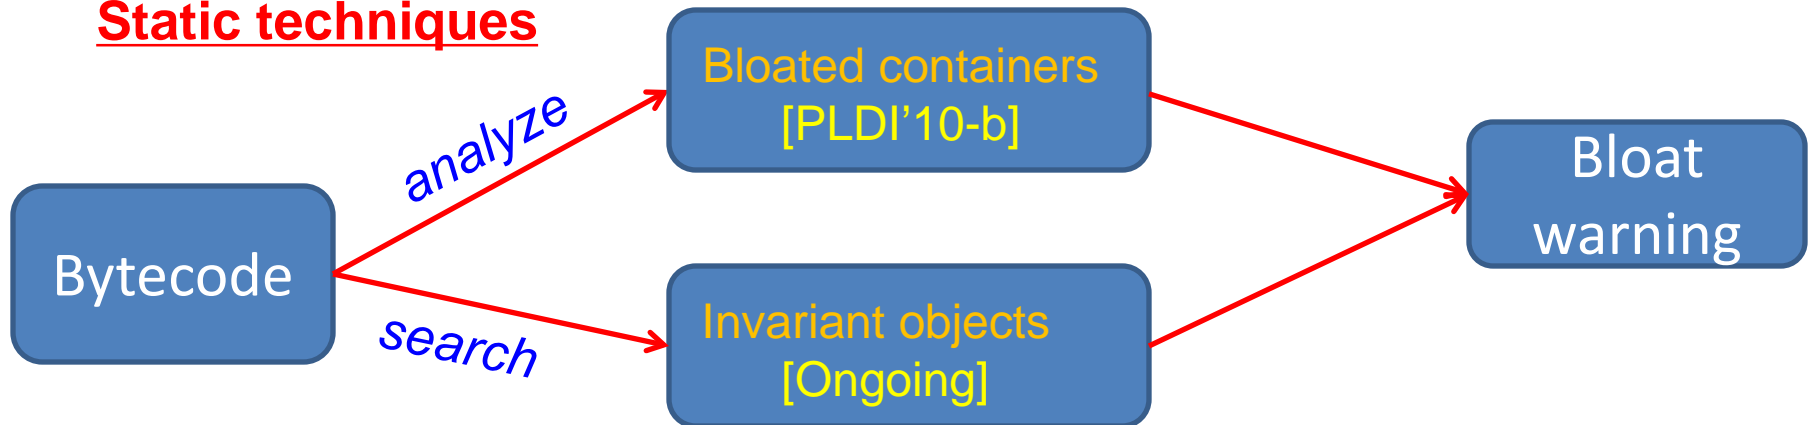 Static techniques
Bloated containers
[PLDI’10-b]
analyze
Bloat
warning
Bytecode
search
Invariant objects
[Ongoing]